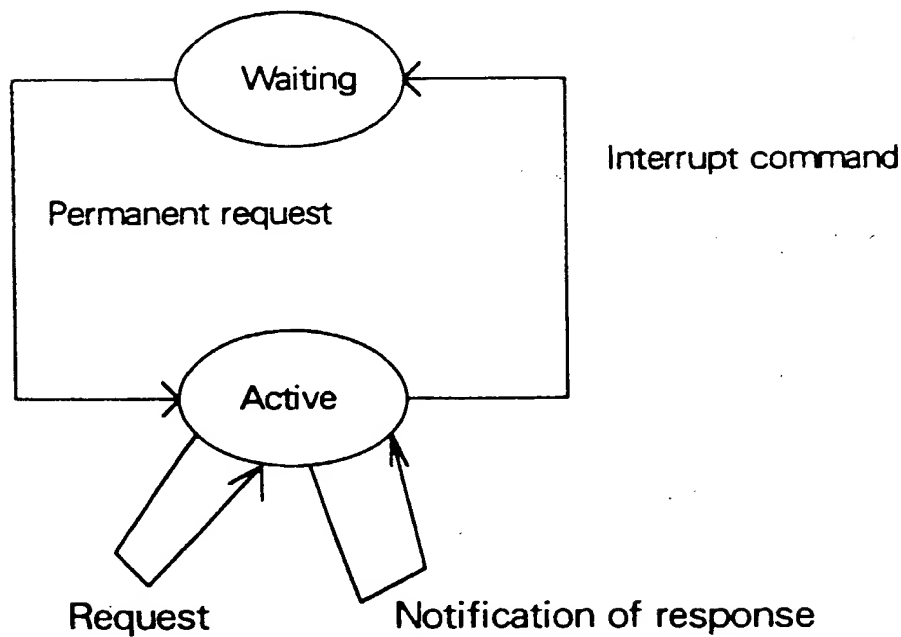 Waiting
Interrupt command
Permanent request
Active
Request
Notification of response